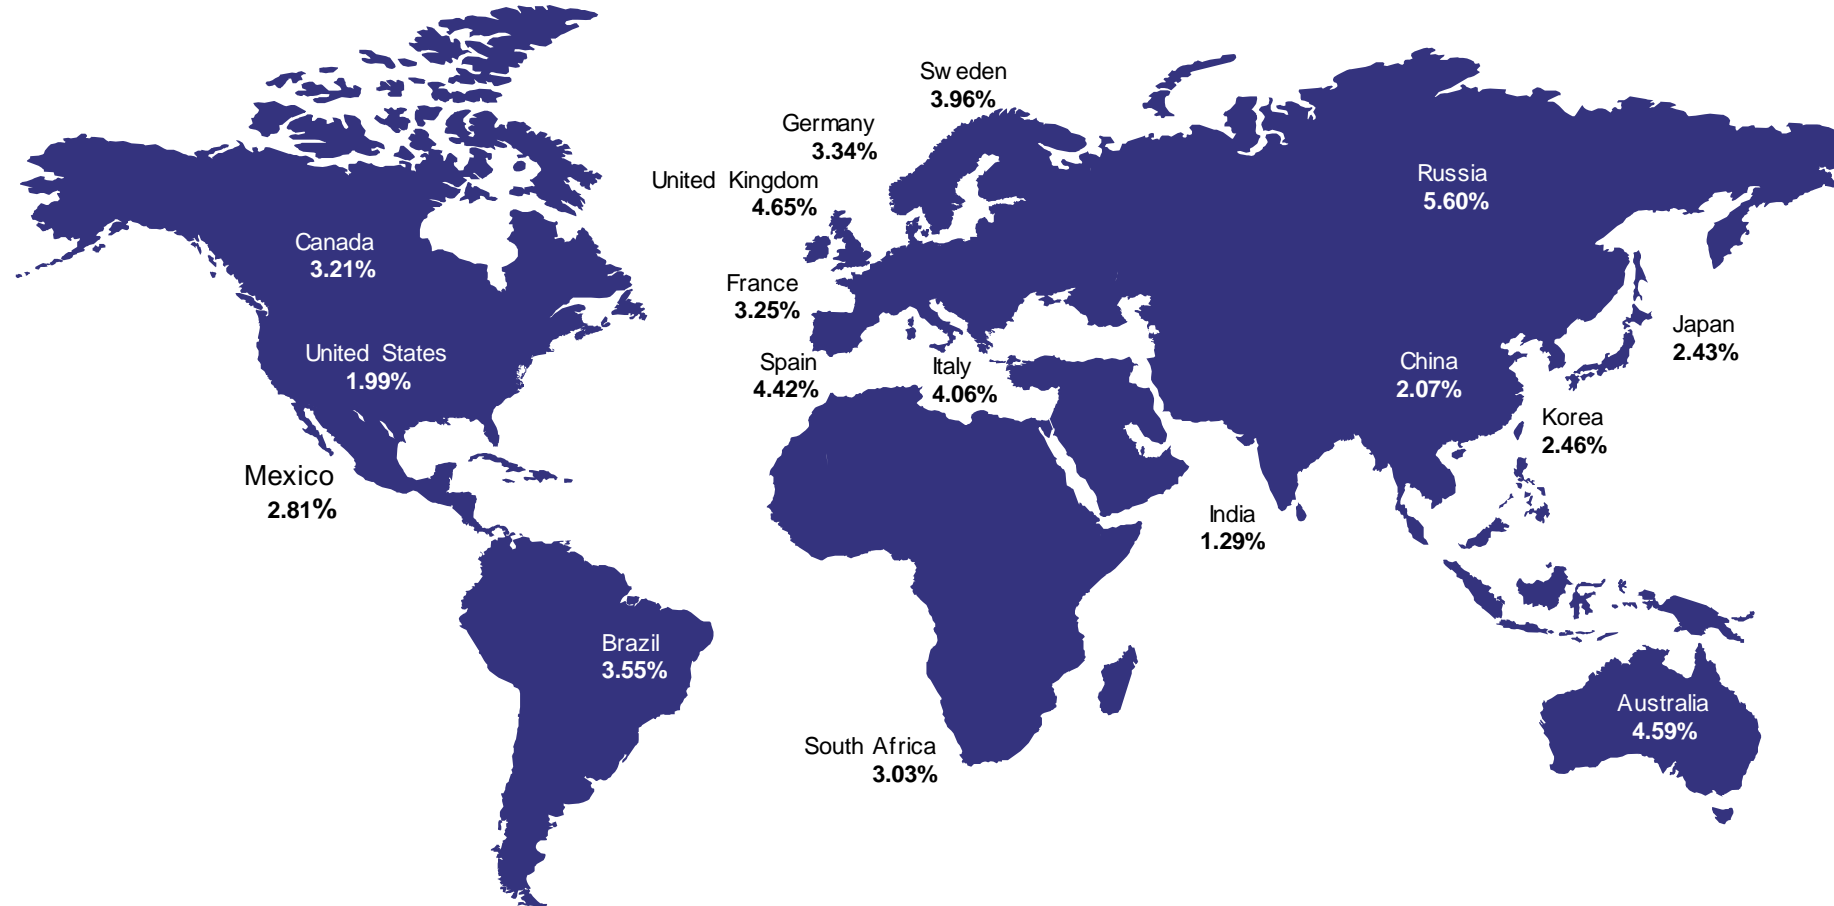 Sweden
3.96%
Germany
3.34%
United Kingdom
4.65%
Russia
5.60%
Canada
3.21%
France
3.25%
Japan
2.43%
United States
1.99%
Spain
4.42%
Italy
4.06%
China
2.07%
Korea
2.46%
Mexico
2.81%
India
1.29%
Brazil
3.55%
Australia
4.59%
South Africa
3.03%